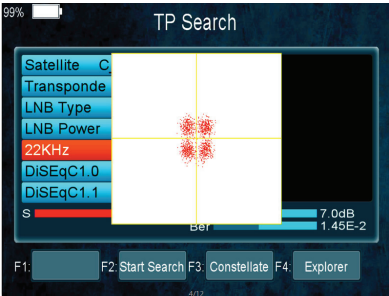 99%
TP Search
Satellite C_
Transponde
LNB Type
LNB Power
22KHz
DiSEqC1.0
DiSEqC1.1
S 7.0dB
Ber 1.45E-2
F1: F2: Start Search F3: Constellate F4: Explorer
4/12